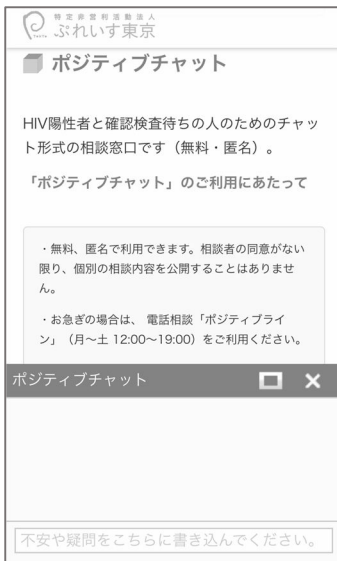 特定非営利活動法人
ぷれいす東京
ポジティブチャット
HIV陽性者と確認検査待ちの人のためのチャッ
ト形式の相談窓口です（無料・匿名）。
「ポジティブチャット」のご利用にあたって
・無料、匿名で利用できます。相談者の同意がない
限り、個別の相談内容を公開することはありませ
ん。
・お急ぎの場合は、 電話相談「ポジティブライ
ン」（月〜土 12:00〜19:00）をご利用ください。
ポジティブチャット
不安や疑問をこちらに書き込んでください。